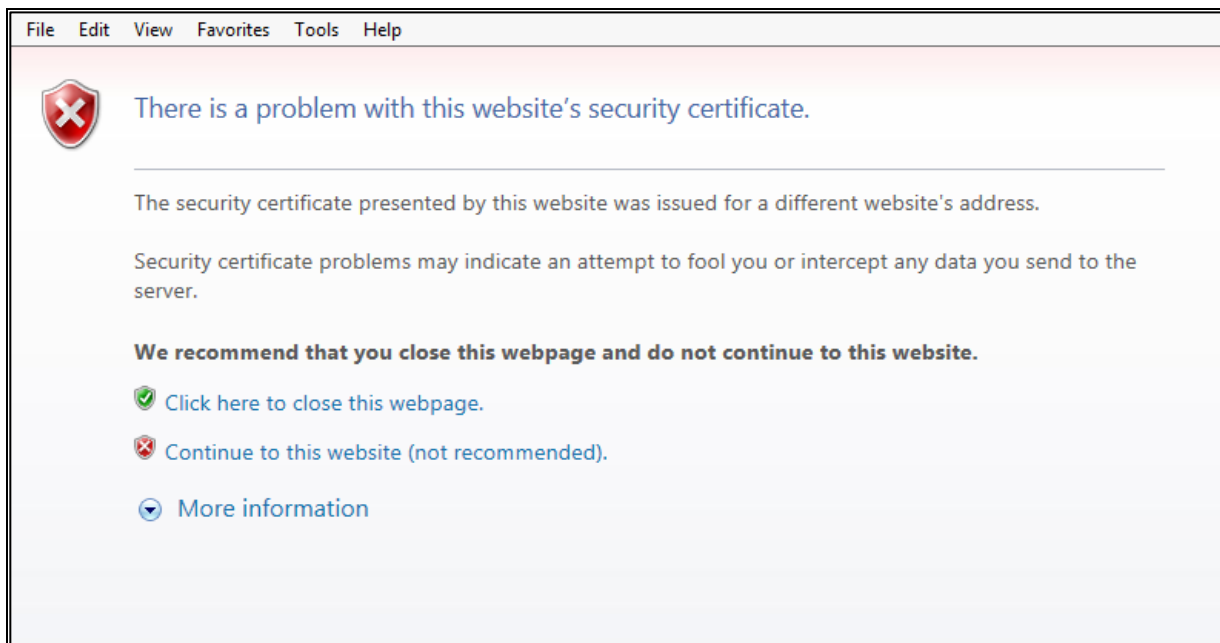 File Edit View Favorites Tools Help
There is a problem with this website's security certificate.
The security certificate presented by this website was issued for a different website's address.
Security certificate problems may indicate an attempt to fool you or intercept any data you send to the
server.
We recommend that you close this webpage and do not continue to this website.
Click here to close this webpage.
Continue to this website (not recommended).
More information